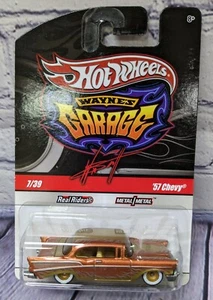 Hot Wheels
WAYNE'S
GARAGE
7/39
'57 Chevy®
Real Riders®
METAL/METAL